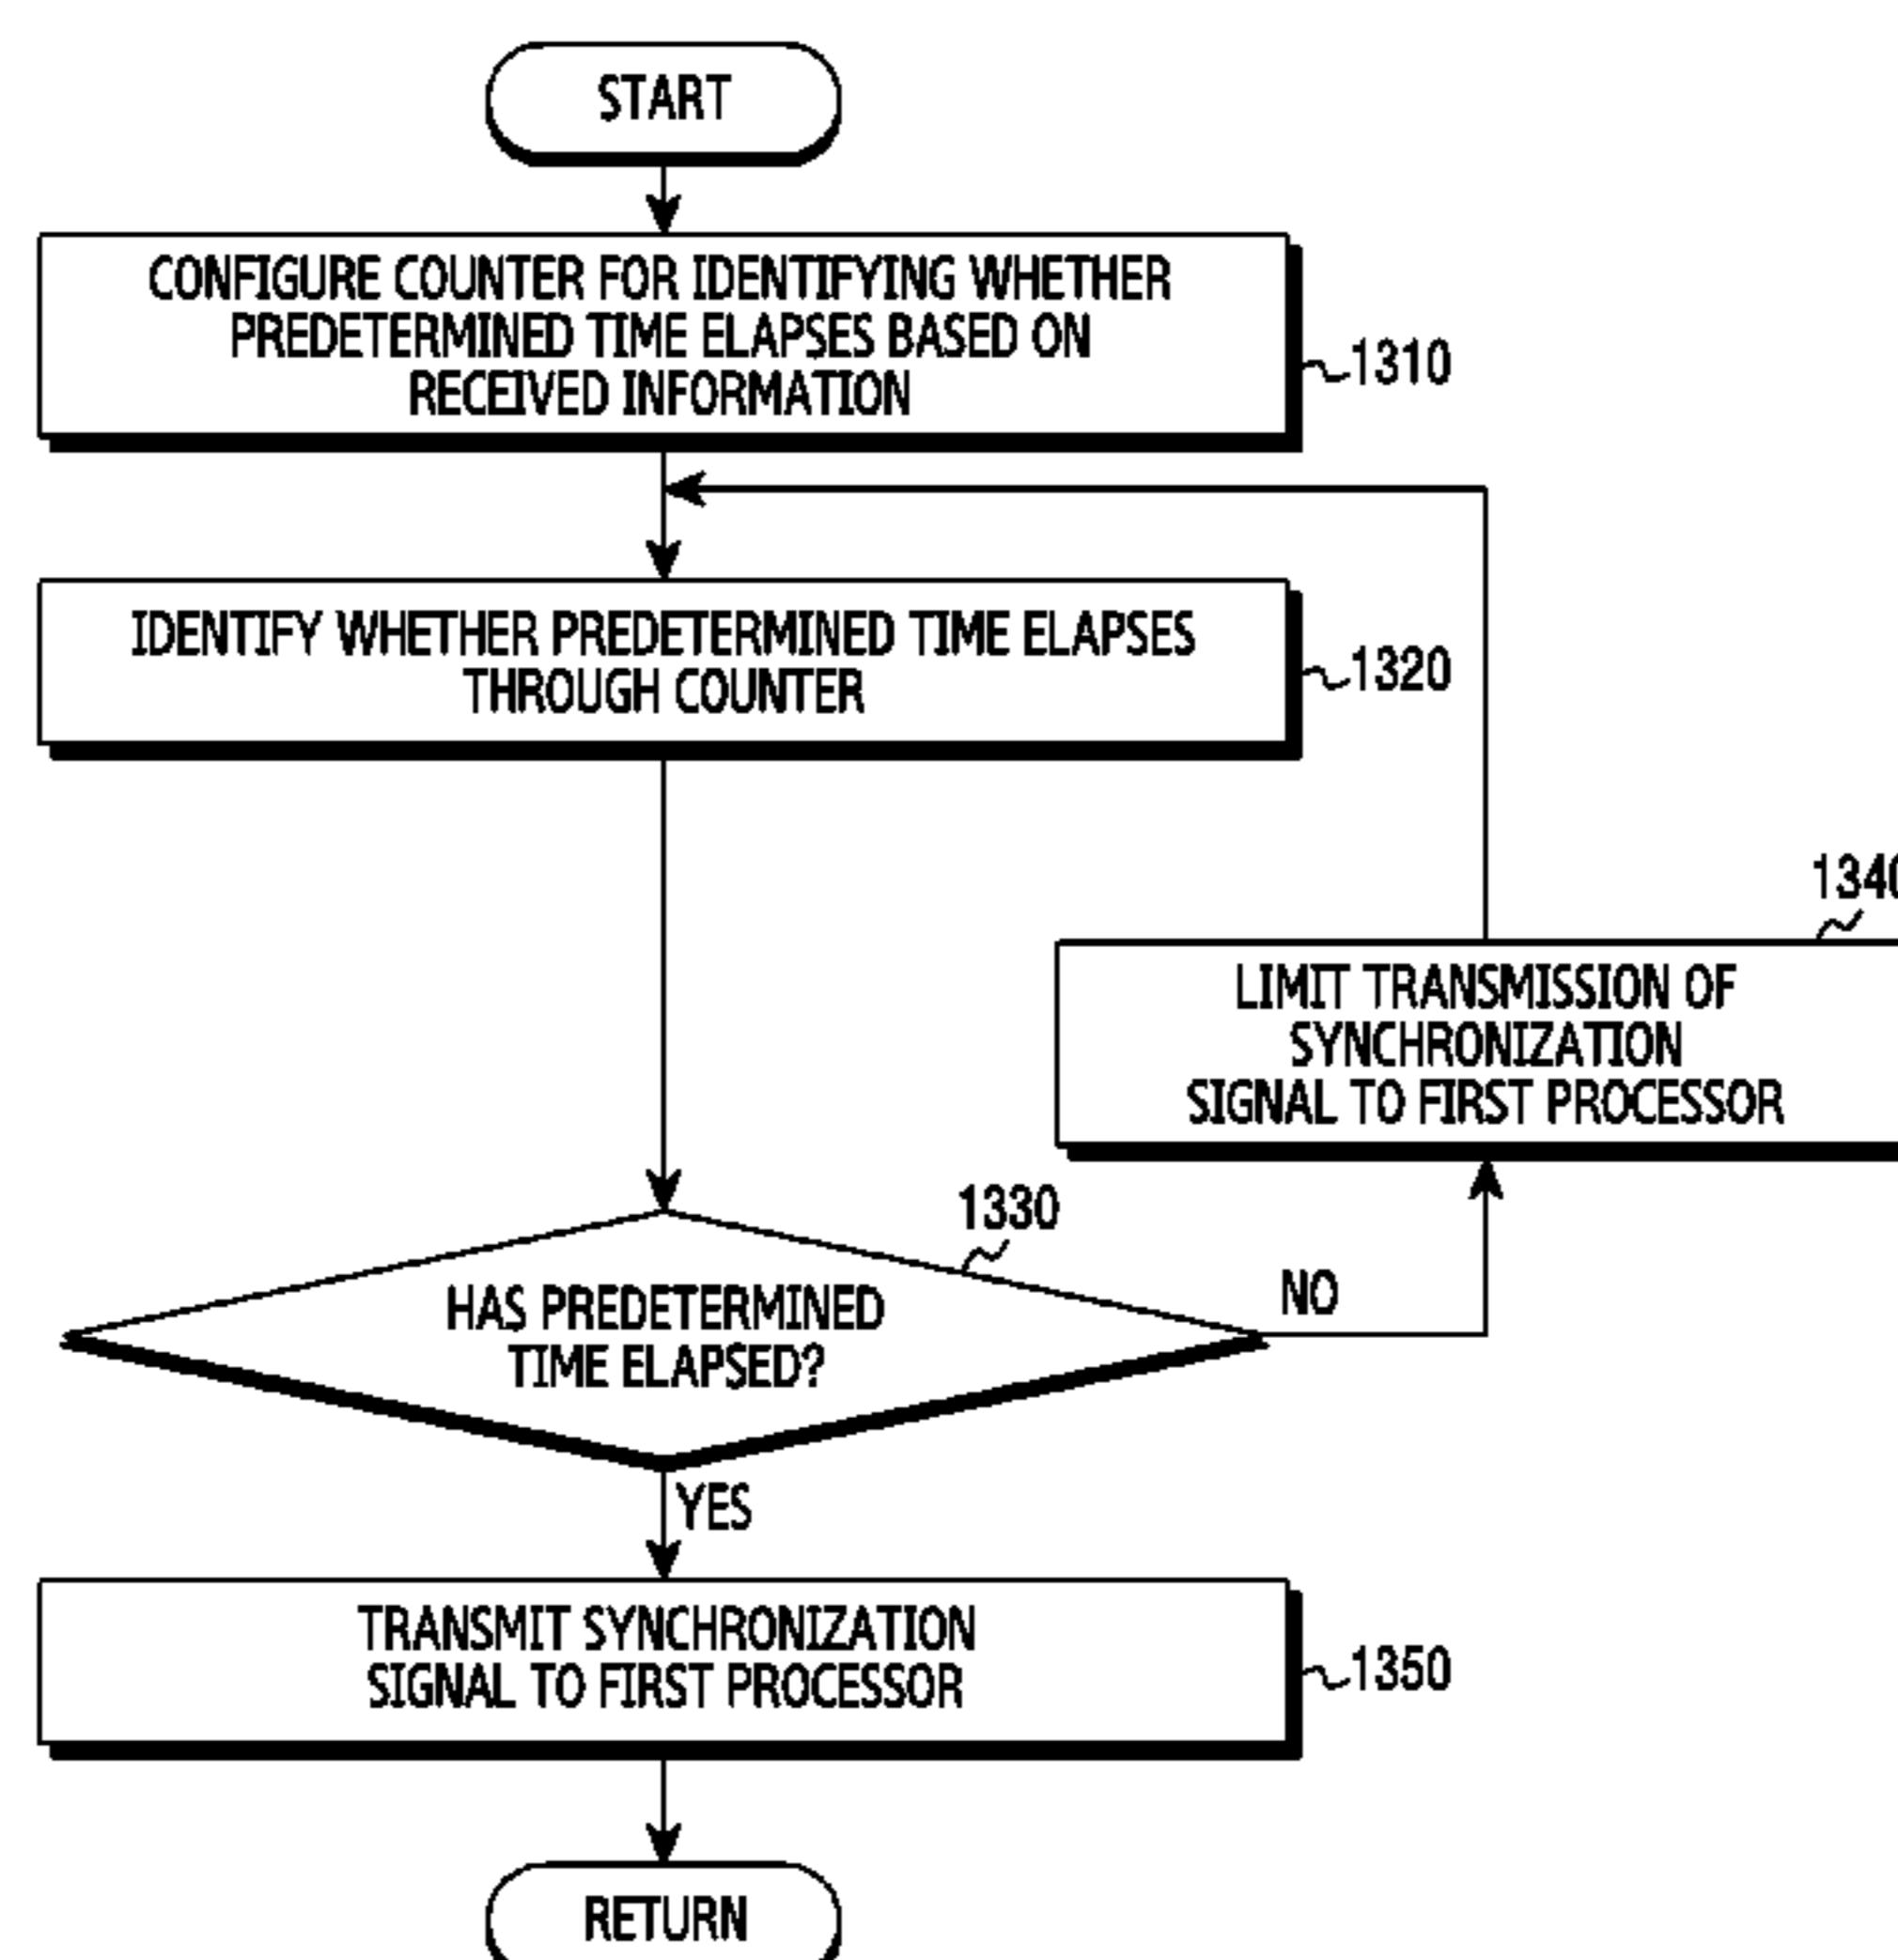 START
CONFIGURE COUNTER FOR IDENTIFYING WHETHER
PREDETERMINED TIME ELAPSES BASED ON
RECEIVED INFORMATION
1310
IDENTIFY WHETHER PREDETERMINED TIME ELAPSES
THROUGH COUNTER
1320
1340
LIMIT TRANSMISSION OF
SYNCHRONIZATION
SIGNAL TO FIRST PROCESSOR
1330
HAS PREDETERMINED
TIME ELAPSED?
NO
YES
TRANSMIT SYNCHRONIZATION
SIGNAL TO FIRST PROCESSOR
1350
RETURN